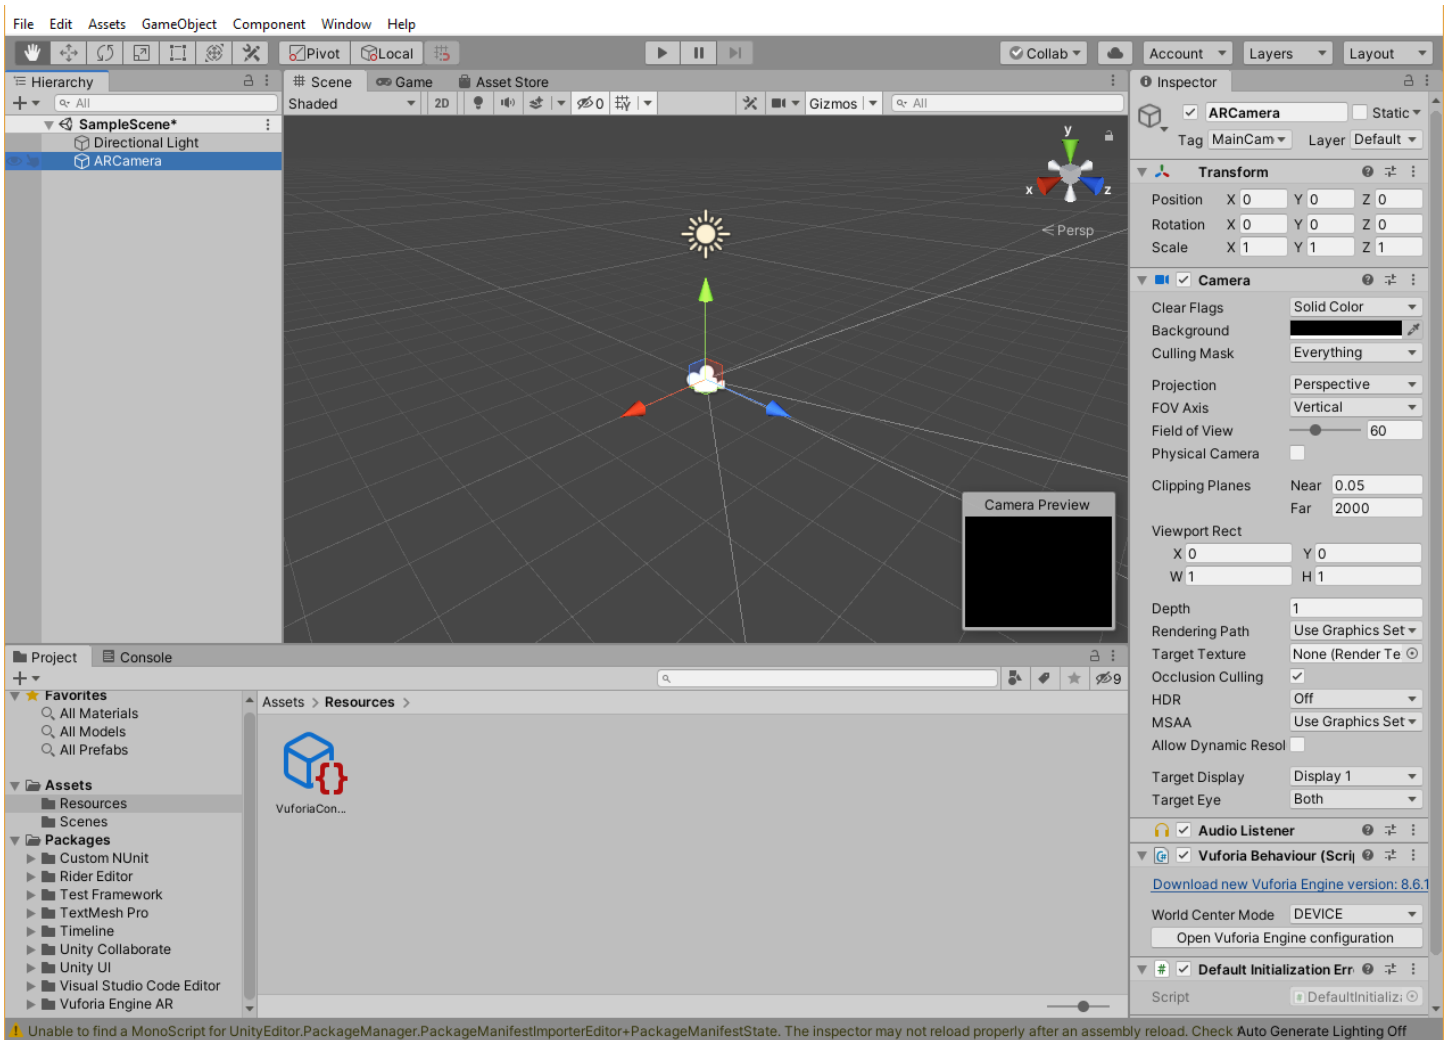 File Edit Assets GameObject Component Window Help
Pivot Local Collab Account Layers Layout
Hierarchy
All
SampleScene*
Directional Light
ARCamera
Scene Game Asset Store
Shaded 2D 0 Gizmos All
y
x z
Persp
Camera Preview
Inspector
ARCamera Static
Tag MainCam Layer Default
Transform
Position X 0 Y 0 Z 0
Rotation X 0 Y 0 Z 0
Scale X 1 Y 1 Z 1
Camera
Clear Flags Solid Color
Background
Culling Mask Everything
Projection Perspective
FOV Axis Vertical
Field of View 60
Physical Camera
Clipping Planes Near 0.05
Far 2000
Viewport Rect
X 0 Y 0
W 1 H 1
Depth 1
Rendering Path Use Graphics Set
Target Texture None (Render Te
Occlusion Culling
HDR Off
MSAA Use Graphics Set
Allow Dynamic Resol
Target Display Display 1
Target Eye Both
Audio Listener
Vuforia Behaviour (Scrip
Download new Vuforia Engine version: 8.6.1
World Center Mode DEVICE
Open Vuforia Engine configuration
Default Initialization Err
Script DefaultInitializ
Project Console
9
Favorites
All Materials
All Models
All Prefabs
Assets
Resources
Scenes
Packages
Custom NUnit
Rider Editor
Test Framework
TextMesh Pro
Timeline
Unity Collaborate
Unity UI
Visual Studio Code Editor
Vuforia Engine AR
Assets > Resources >
VuforiaCon...
Unable to find a MonoScript for UnityEditor.PackageManager.PackageManifestImporterEditor+PackageManifestState. The inspector may not reload properly after an assembly reload. Check Auto Generate Lighting Off